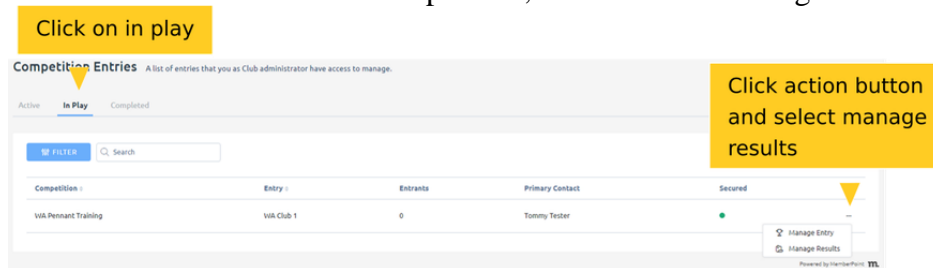 Click on in play
Competition Entries A list of entries that you as Club administrator have access to manage.
Click action button
and select manage
results
Active In Play Completed
FILTER Search
Competition Entry Entrants Primary Contact Secured
WA Pennant Training WA Club 1 0 Tommy Tester ...
Manage Entry
Manage Results
Powered by MemberPoint m.